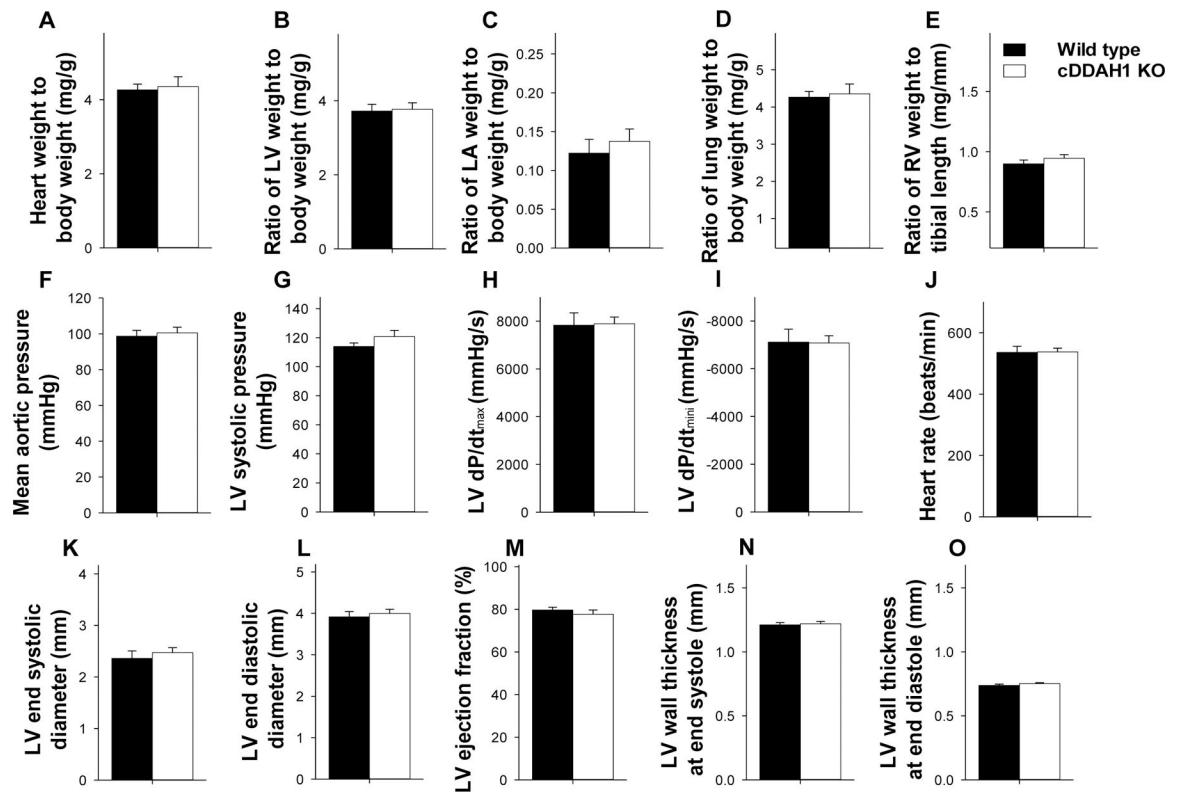 A
Heart weight to
body weight (mg/g)
4
2
0
B
Ratio of LV weight to
body weight (mg/g)
4
2
0
C
Ratio of LA weight to
body weight (mg/g)
0.25
0.20
0.15
0.10
0.05
0.00
D
Ratio of lung weight to
body weight (mg/g)
5
4
3
2
1
E
Ratio of RV weight to
tibial length (mg/mm)
1.5
1.0
0.5
Wild type
cDDAH1 KO
F
Mean aortic pressure
(mmHg)
120
100
80
60
40
20
0
G
LV systolic pressure
(mmHg)
140
120
100
80
60
40
20
0
H
LV dP/dtmax (mmHg/s)
8000
6000
4000
2000
0
I
LV dP/dtmini (mmHg/s)
-8000
-6000
-4000
-2000
0
J
Heart rate (beats/min)
600
400
200
0
K
LV end systolic
diameter (mm)
4
3
2
1
0
L
LV end diastolic
diameter (mm)
5
4
3
2
1
0
M
LV ejection fraction (%)
100
80
60
40
20
0
N
LV wall thickness
at end systole (mm)
1.5
1.0
0.5
0.0
O
LV wall thickness
at end diastole (mm)
1.5
1.0
0.5
0.0